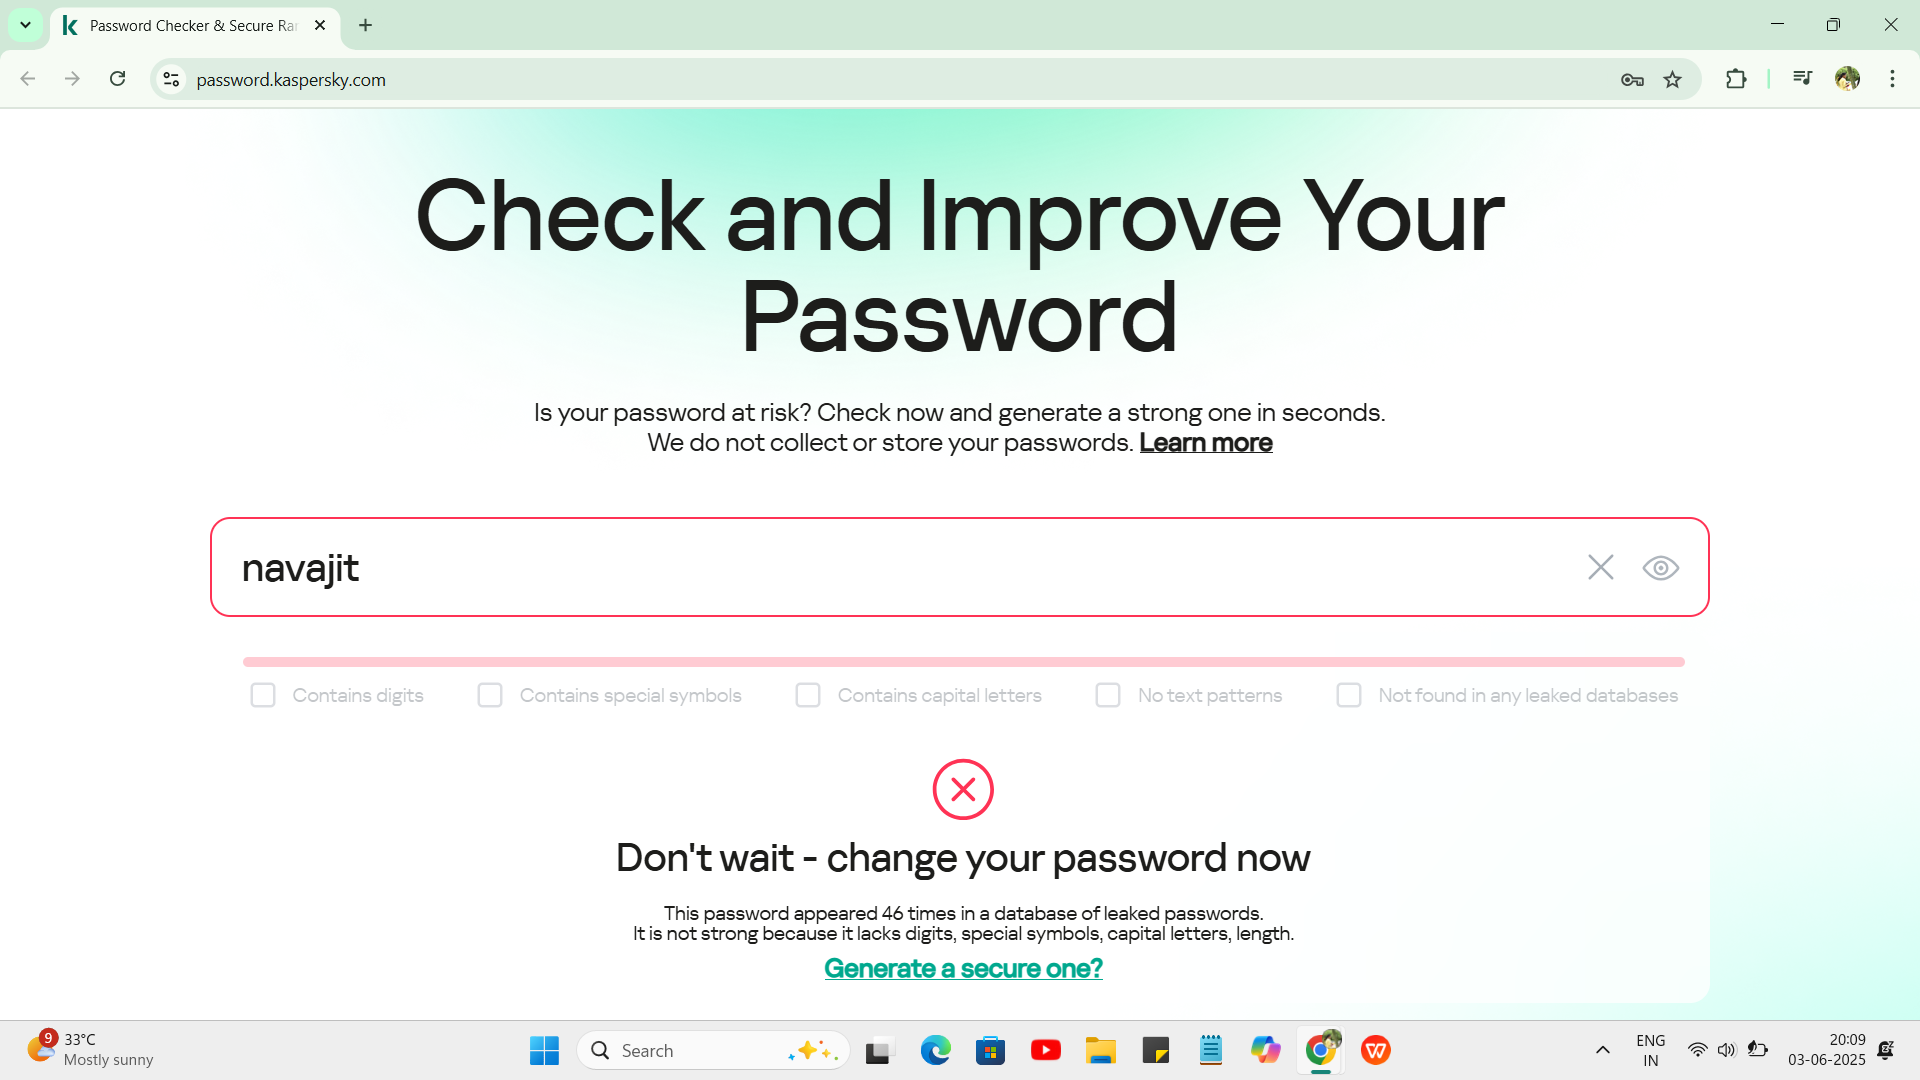 Password Checker & Secure Rar
password.kaspersky.com
Check and Improve Your
Password
Is your password at risk? Check now and generate a strong one in seconds.
We do not collect or store your passwords. Learn more
navajit
Contains digits
Contains special symbols
Contains capital letters
No text patterns
Not found in any leaked databases
Don't wait - change your password now
This password appeared 46 times in a database of leaked passwords.
It is not strong because it lacks digits, special symbols, capital letters, length.
Generate a secure one?
9
33°C
Mostly sunny
Search
ENG
IN
20:09
03-06-2025